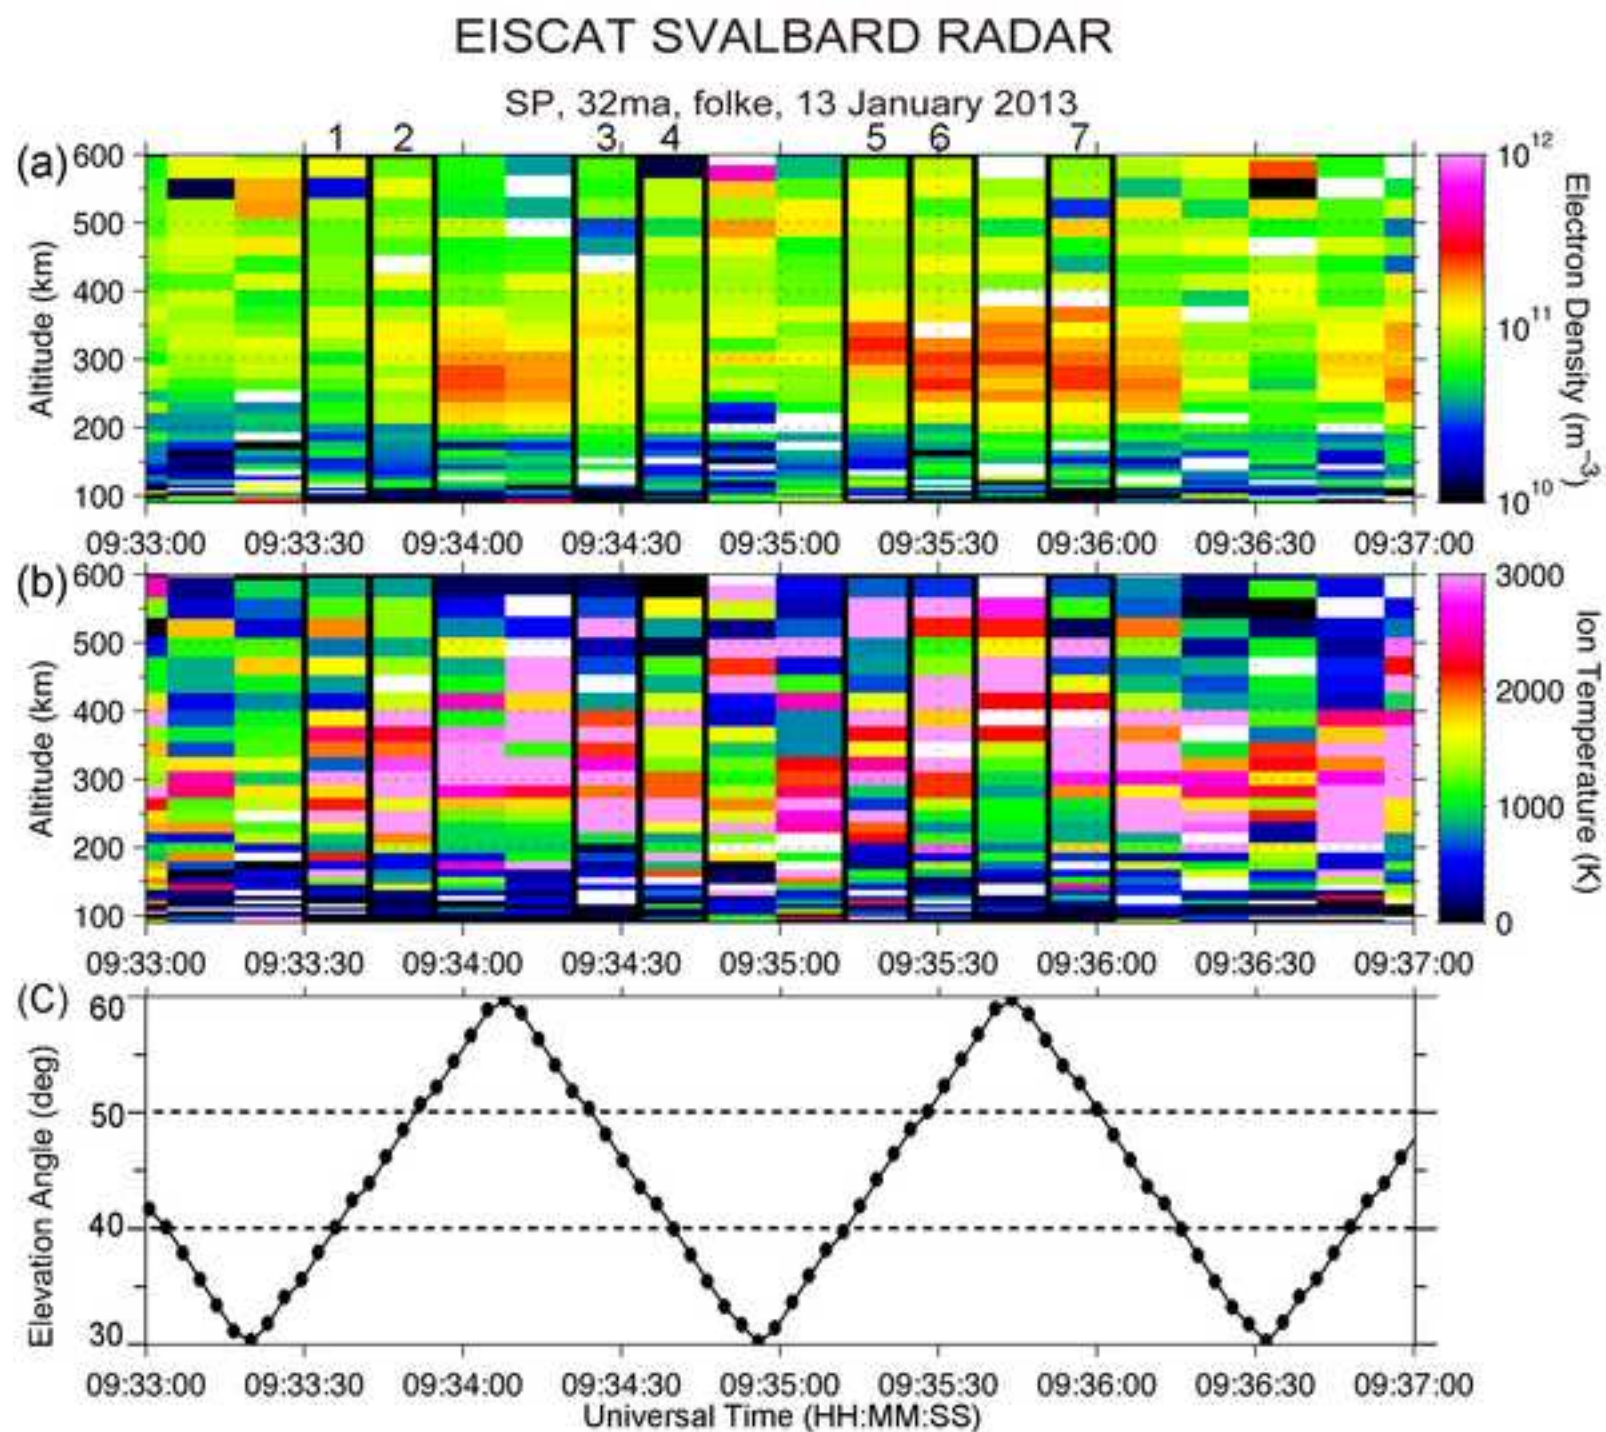 EISCAT SVALBARD RADAR
SP, 32ma, folke, 13 January 2013
1 2 3 4 5 6 7
(a)
600
500
400
300
200
100
Altitude (km)
10^12
10^11
10^10
Electron Density (m^−3)
09:33:00 09:33:30 09:34:00 09:34:30 09:35:00 09:35:30 09:36:00 09:36:30 09:37:00
(b)
600
500
400
300
200
100
Altitude (km)
3000
2000
1000
0
Ion Temperature (K)
09:33:00 09:33:30 09:34:00 09:34:30 09:35:00 09:35:30 09:36:00 09:36:30 09:37:00
(C)
60
50
40
30
Elevation Angle (deg)
09:33:00 09:33:30 09:34:00 09:34:30 09:35:00 09:35:30 09:36:00 09:36:30 09:37:00
Universal Time (HH:MM:SS)